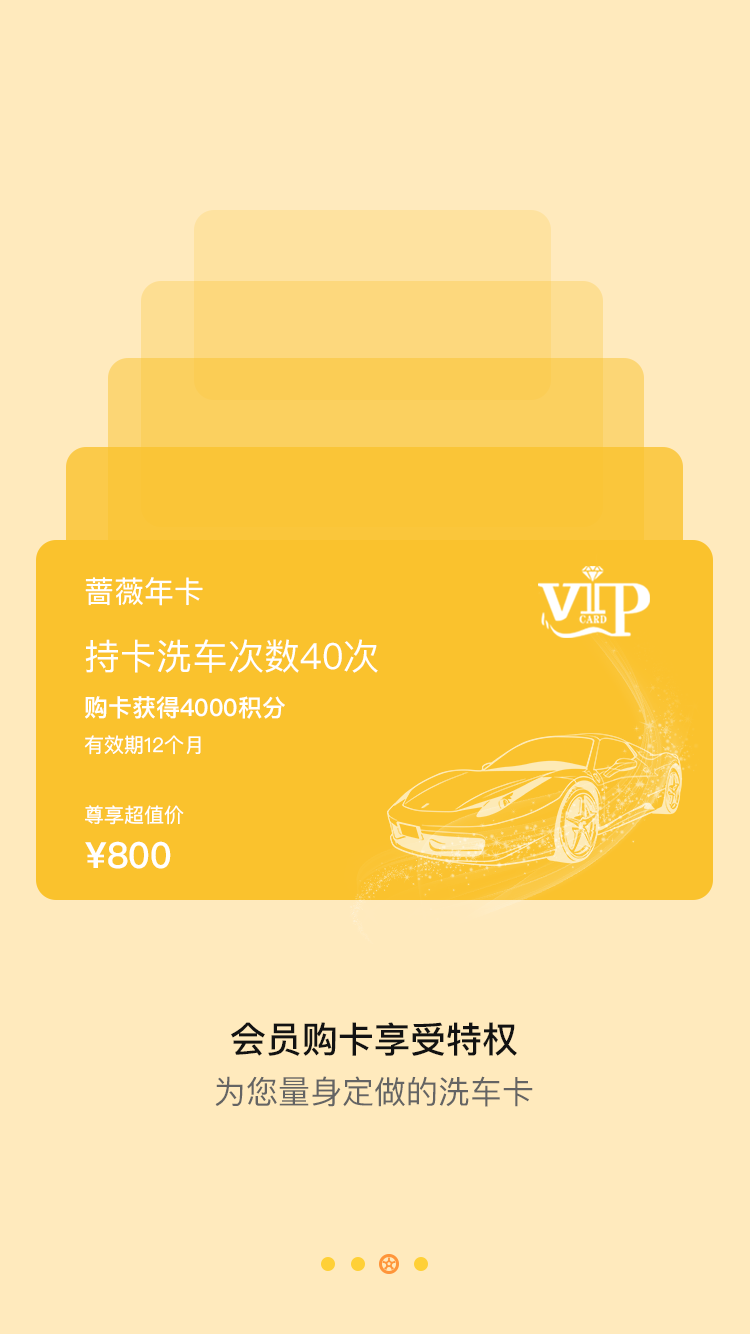 蔷薇年卡
VIP
CARD
持卡洗车次数40次
购卡获得4000积分
有效期12个月
尊享超值价
¥800
会员购卡享受特权
为您量身定做的洗车卡